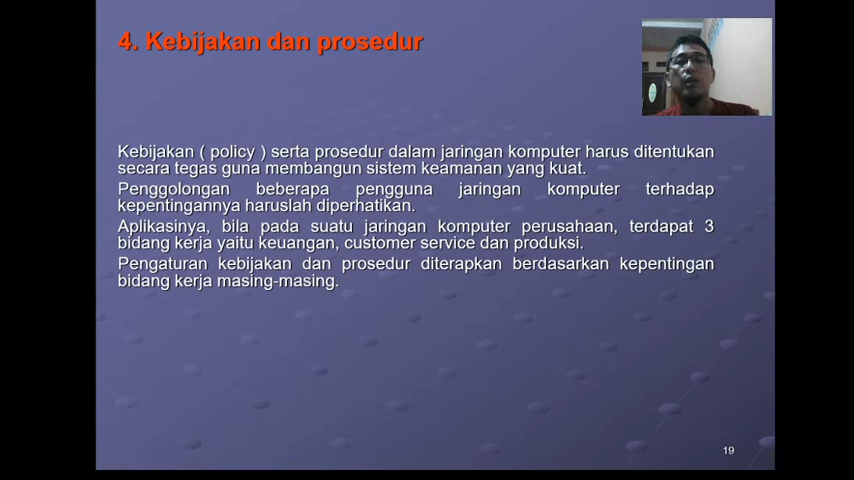 4. Kebijakan dan prosedur
Kebijakan ( policy ) serta prosedur dalam jaringan komputer harus ditentukan
secara tegas guna membangun sistem keamanan yang kuat.
Penggolongan beberapa pengguna jaringan komputer terhadap
kepentingannya haruslah diperhatikan.
Aplikasinya, bila pada suatu jaringan komputer perusahaan, terdapat 3
bidang kerja yaitu keuangan, customer service dan produksi.
Pengaturan kebijakan dan prosedur diterapkan berdasarkan kepentingan
bidang kerja masing-masing.
19